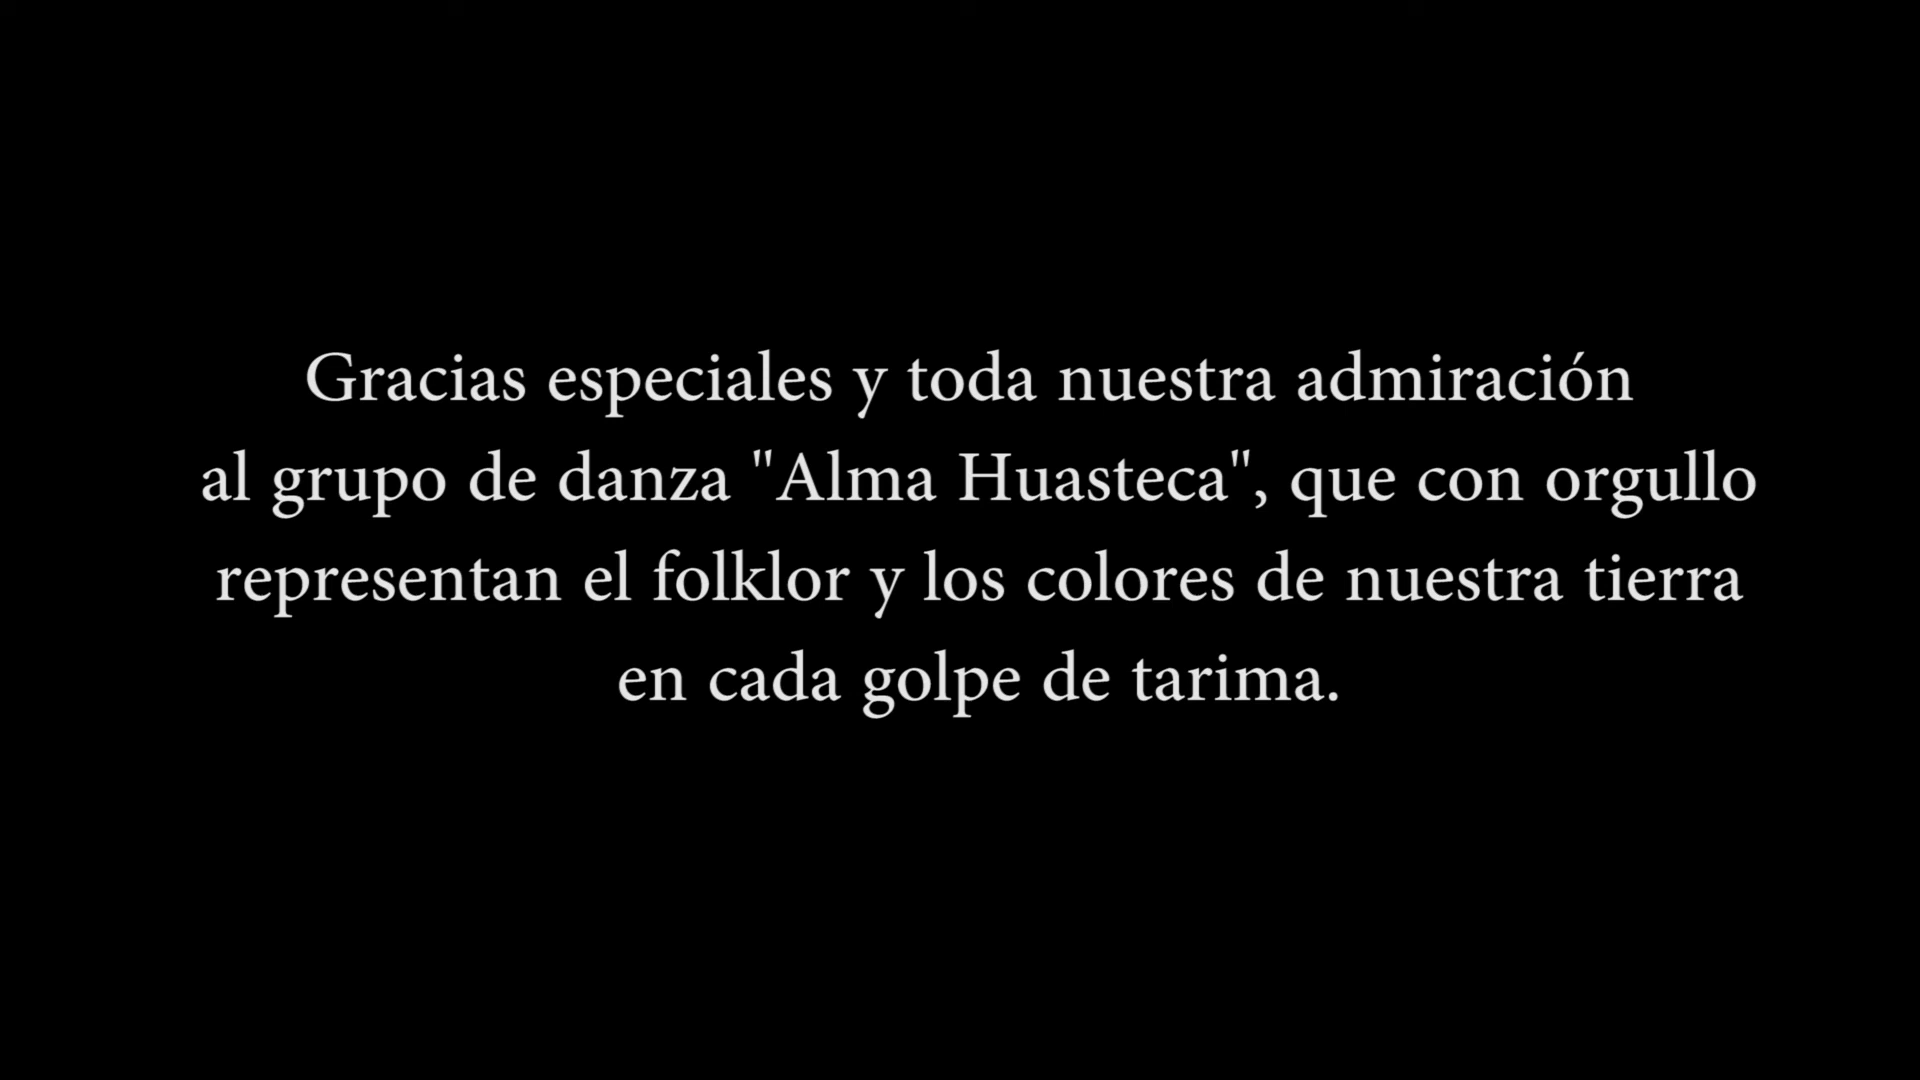 Gracias especiales y toda nuestra admiración
al grupo de danza "Alma Huasteca", que con orgullo
representan el folklor y los colores de nuestra tierra
en cada golpe de tarima.